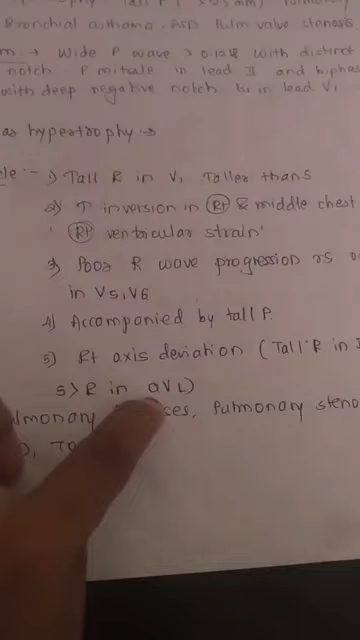 Bronchial asthama, ASD Pulm valve stenosis,
Wide P wave > 0.12s with distinct
notch P mitrale in lead II and biphas
with deep negative notch in lead V1
hypertrophy →
1) Tall R in V1 Taller than S
2) T inversion in Rt & middle chest
'Rt ventricular strain'
3) Poor R wave progression rS
in V5, V6
4) Accompanied by tall P.
5) Rt axis deviation (Tall R in
S > R in aVL)
Pulmonary steno